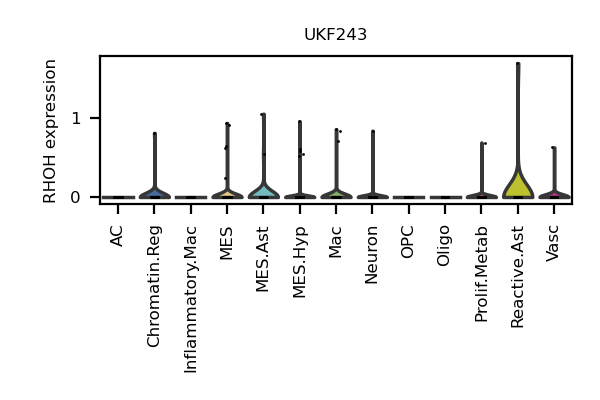 UKF243
RHOH expression
1
0
AC
Chromatin.Reg
Inflammatory.Mac
MES
MES.Ast
MES.Hyp
Mac
Neuron
OPC
Oligo
Prolif.Metab
Reactive.Ast
Vasc